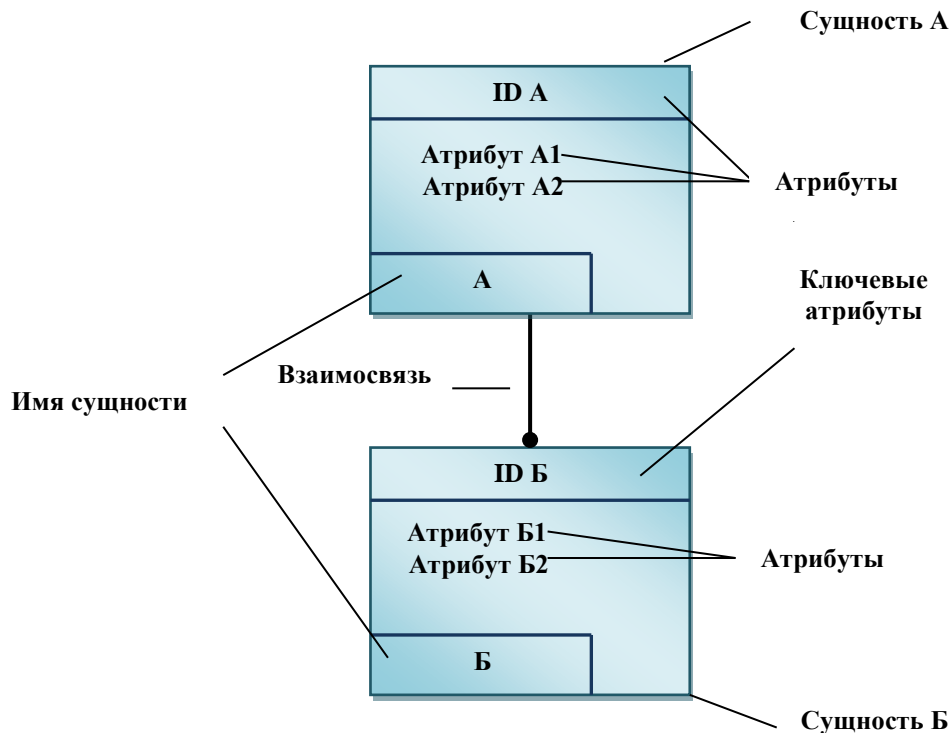 Сущность А
ID А
Атрибут А1
Атрибут А2
Атрибуты
А
Ключевые
атрибуты
Взаимосвязь
Имя сущности
ID Б
Атрибут Б1
Атрибут Б2
Атрибуты
Б
Сущность Б